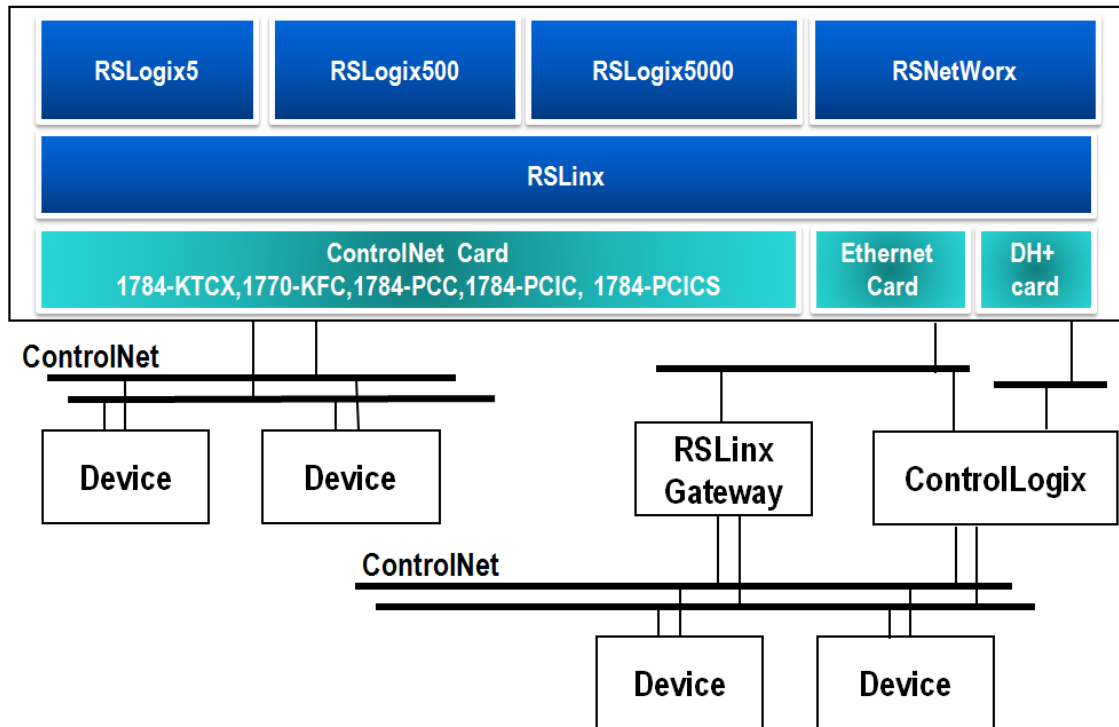 RSLogix5
RSLogix500
RSLogix5000
RSNetWorx
RSLinx
ControlNet Card
1784-KTCX,1770-KFC,1784-PCC,1784-PCIC, 1784-PCICS
Ethernet
Card
DH+
card
ControlNet
Device
Device
RSLinx
Gateway
ControlLogix
ControlNet
Device
Device